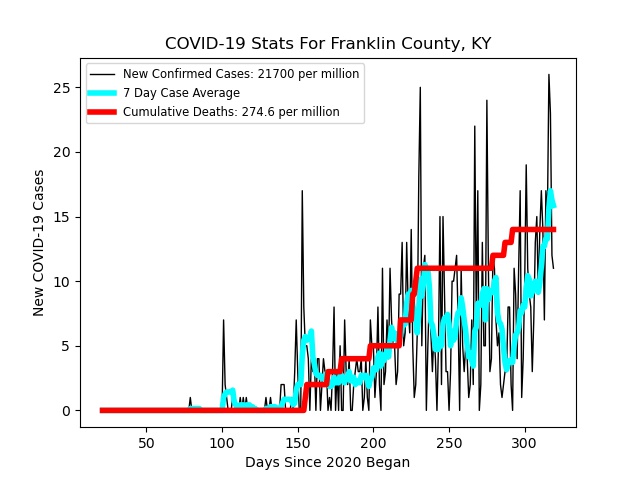 COVID-19 Stats For Franklin County, KY
New Confirmed Cases: 21700 per million
7 Day Case Average
Cumulative Deaths: 274.6 per million
New COVID-19 Cases
25
20
15
10
5
0
50 100 150 200 250 300
Days Since 2020 Began